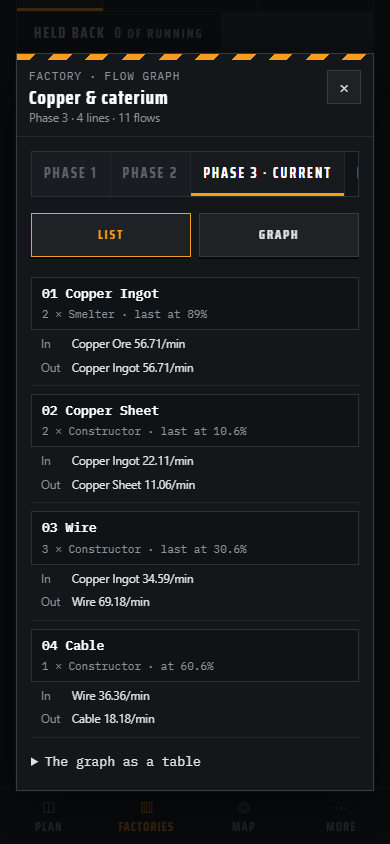 HELD BACK 0 OF RUNNING
FACTORY · FLOW GRAPH
Copper & caterium
Phase 3 · 4 lines · 11 flows
×
PHASE 1
PHASE 2
PHASE 3 · CURRENT
LIST
GRAPH
01 Copper Ingot
2 × Smelter · last at 89%
In Copper Ore 56.71/min
Out Copper Ingot 56.71/min
02 Copper Sheet
2 × Constructor · last at 10.6%
In Copper Ingot 22.11/min
Out Copper Sheet 11.06/min
03 Wire
3 × Constructor · last at 30.6%
In Copper Ingot 34.59/min
Out Wire 69.18/min
04 Cable
1 × Constructor · at 60.6%
In Wire 36.36/min
Out Cable 18.18/min
▶ The graph as a table
PLAN
FACTORIES
MAP
MORE